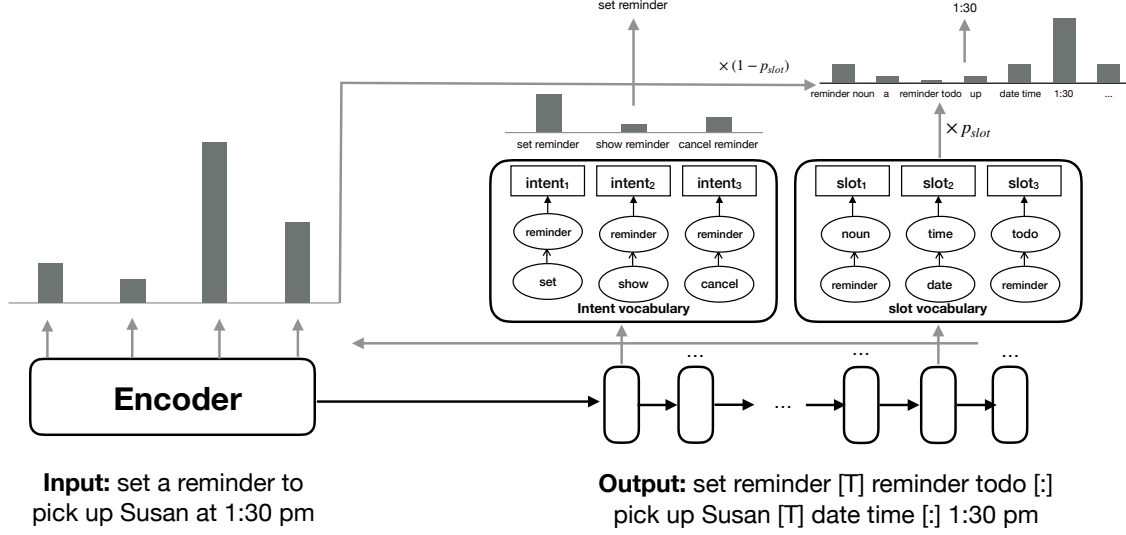 set reminder
1:30
× (1 − p_slot)
reminder noun a reminder todo up date time 1:30 ...
× p_slot
set reminder show reminder cancel reminder
intent₁ intent₂ intent₃
reminder reminder reminder
set show cancel
Intent vocabulary
slot₁ slot₂ slot₃
noun time todo
reminder date reminder
slot vocabulary
... ... ...
Encoder
...
Input: set a reminder to
pick up Susan at 1:30 pm
Output: set reminder [T] reminder todo [:]
pick up Susan [T] date time [:] 1:30 pm